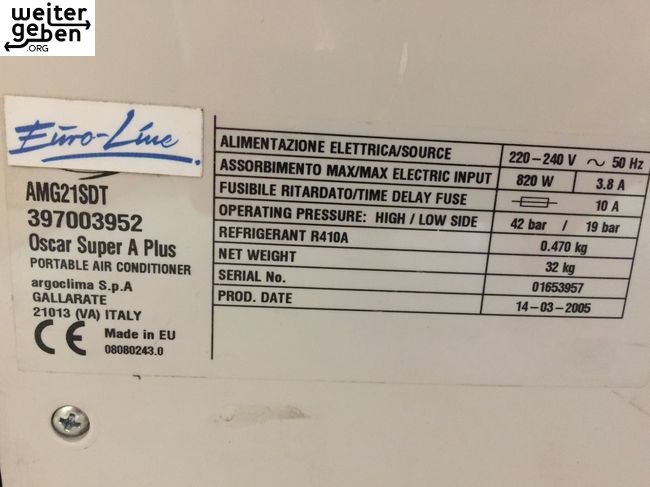 weiter
geben
.ORG
Euro-Line
AMG21SDT
397003952
Oscar Super A Plus
PORTABLE AIR CONDITIONER
argoclima S.p.A
GALLARATE
21013 (VA) ITALY
CE Made in EU
08080243.0
ALIMENTAZIONE ELETTRICA/SOURCE 220-240 V ~ 50 Hz
ASSORBIMENTO MAX/MAX ELECTRIC INPUT 820 W 3.8 A
FUSIBILE RITARDATO/TIME DELAY FUSE 10 A
OPERATING PRESSURE: HIGH / LOW SIDE 42 bar / 19 bar
REFRIGERANT R410A 0.470 kg
NET WEIGHT 32 kg
SERIAL No. 01653957
PROD. DATE 14-03-2005